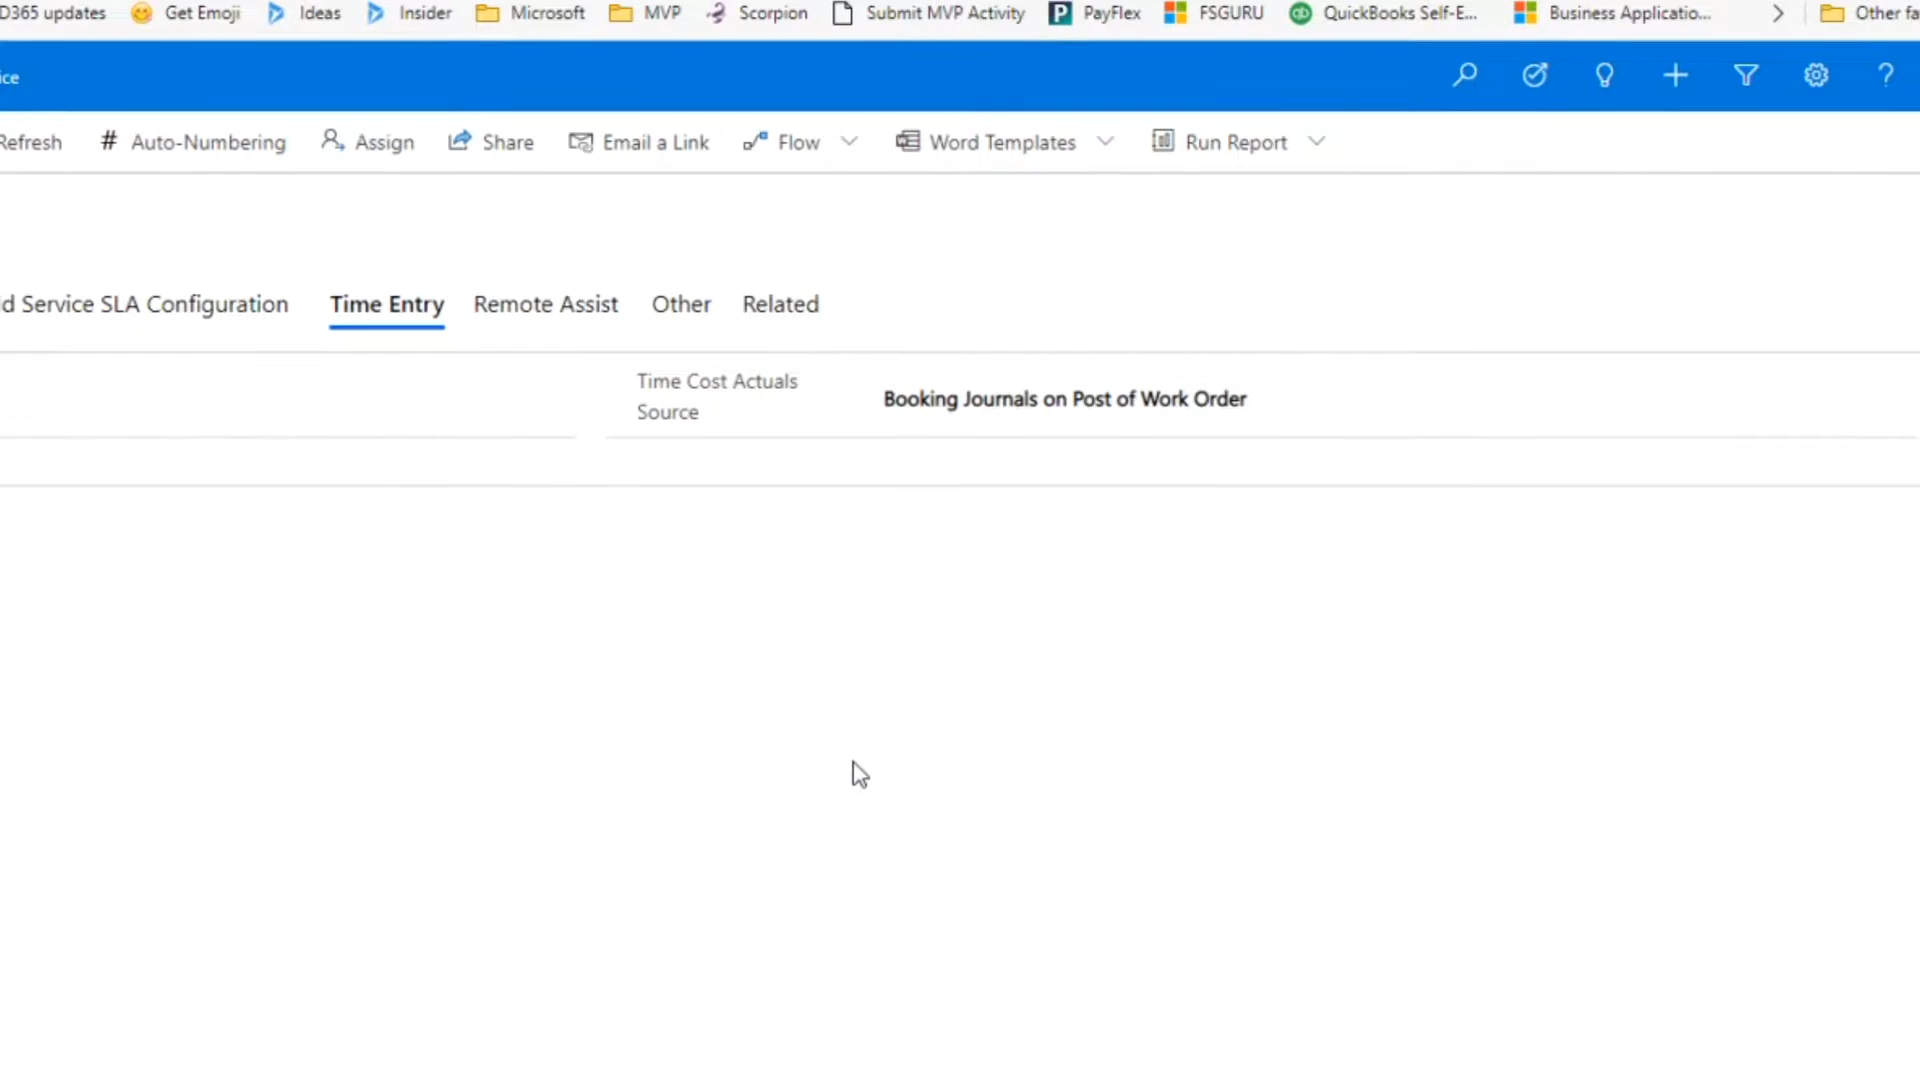 D365 updates Get Emoji Ideas Insider Microsoft MVP Scorpion Submit MVP Activity PayFlex FSGURU QuickBooks Self-E... Business Applicatio... Other fa
ice
Refresh # Auto-Numbering Assign Share Email a Link Flow Word Templates Run Report
d Service SLA Configuration Time Entry Remote Assist Other Related
Time Cost Actuals
Source
Booking Journals on Post of Work Order